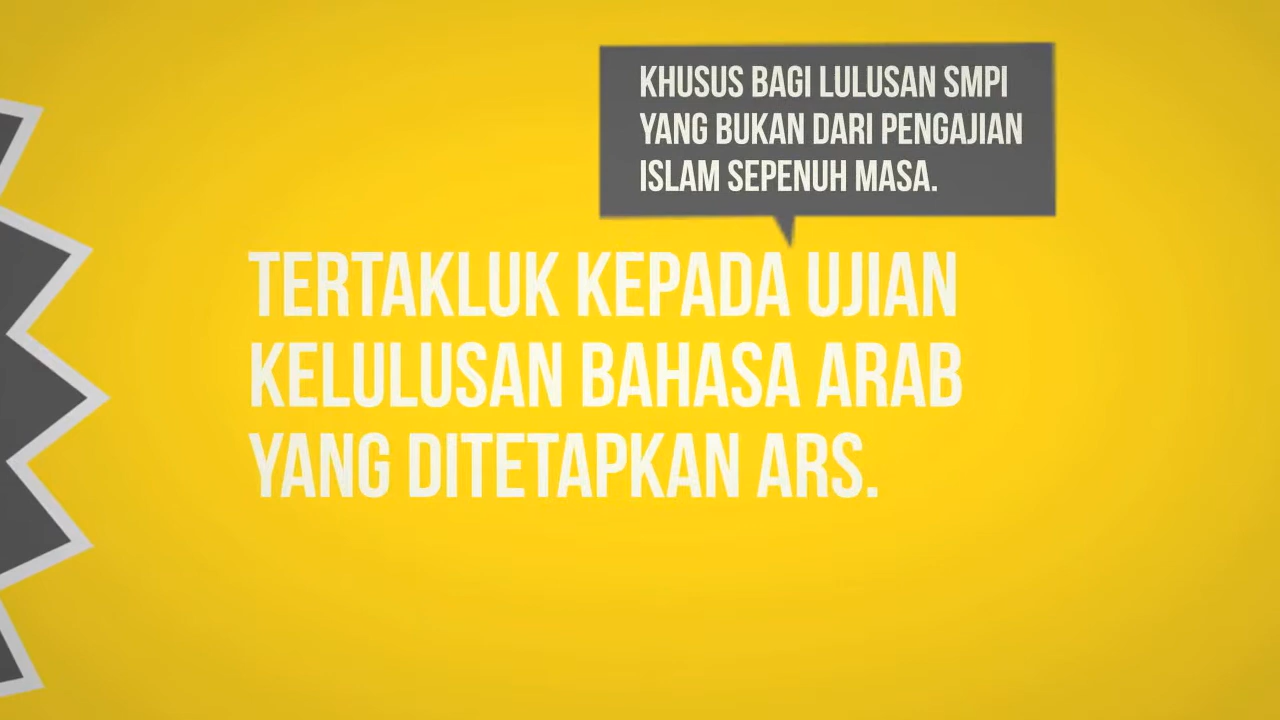 KHUSUS BAGI LULUSAN SMPI
YANG BUKAN DARI PENGAJIAN
ISLAM SEPENUH MASA.
TERTAKLUK KEPADA UJIAN
KELULUSAN BAHASA ARAB
YANG DITETAPKAN ARS.